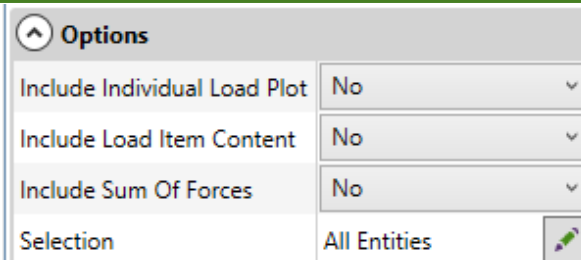 Options
Include Individual Load Plot No
Include Load Item Content No
Include Sum Of Forces No
Selection All Entities